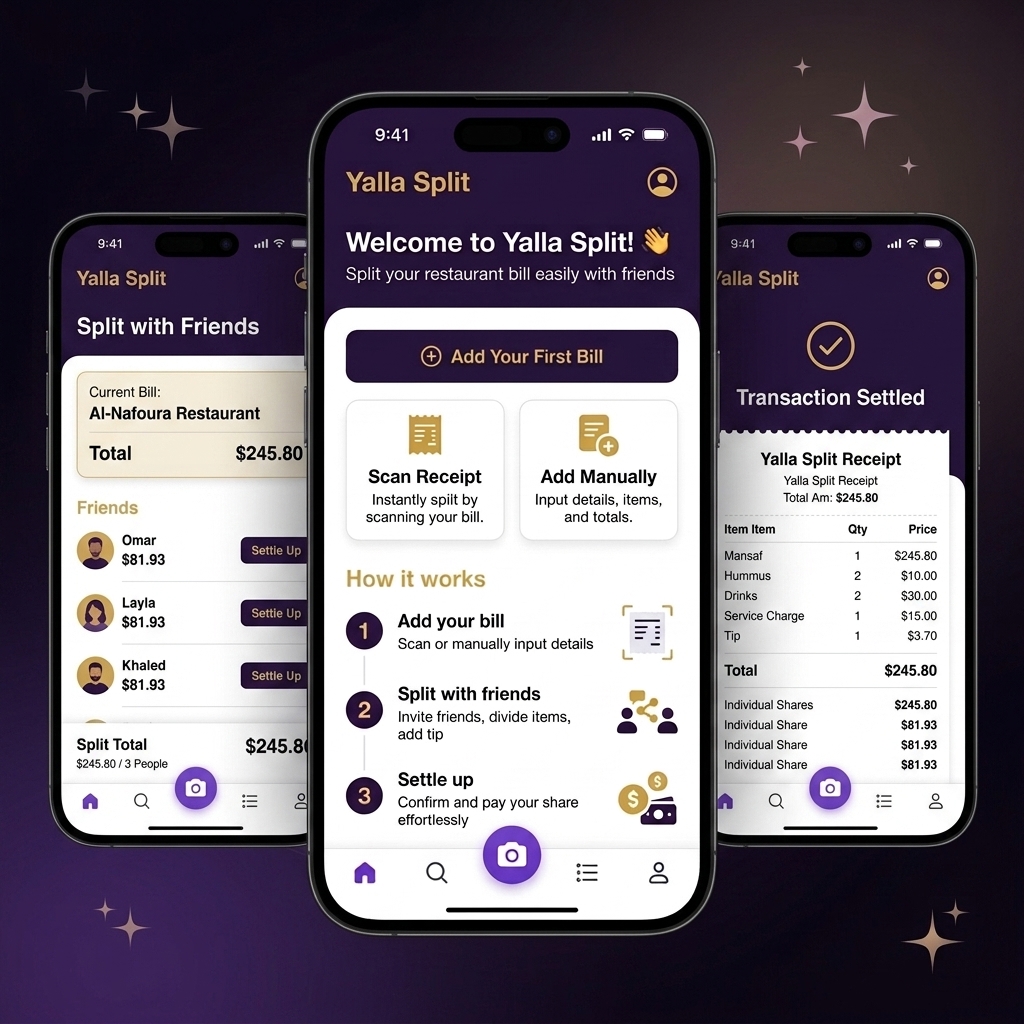 9:41
Yalla Split
Split with Friends
Current Bill:
Al-Nafoura Restaurant
Total $245.80
Friends
Omar
$81.93
Settle Up
Layla
$81.93
Settle Up
Khaled
$81.93
Settle Up
Split Total $245.80
$245.80 / 3 People
9:41
Yalla Split
Welcome to Yalla Split! 👋
Split your restaurant bill easily with friends
Add Your First Bill
Scan Receipt
Instantly spilt by
scanning your bill.
Add Manually
Input details, items,
and totals.
How it works
1
Add your bill
Scan or manually input details
2
Split with friends
Invite friends, divide items,
add tip
3
Settle up
Confirm and pay your share
effortlessly
$
$
9:41
Yalla Split
Transaction Settled
Yalla Split Receipt
Yalla Split Receipt
Total Am: $245.80
Item Item Qty Price
Mansaf 1 $245.80
Hummus 2 $10.00
Drinks 2 $30.00
Service Charge 1 $15.00
Tip 1 $3.70
Total $245.80
Individual Shares $245.80
Individual Share $81.93
Individual Share $81.93
Individual Share $81.93